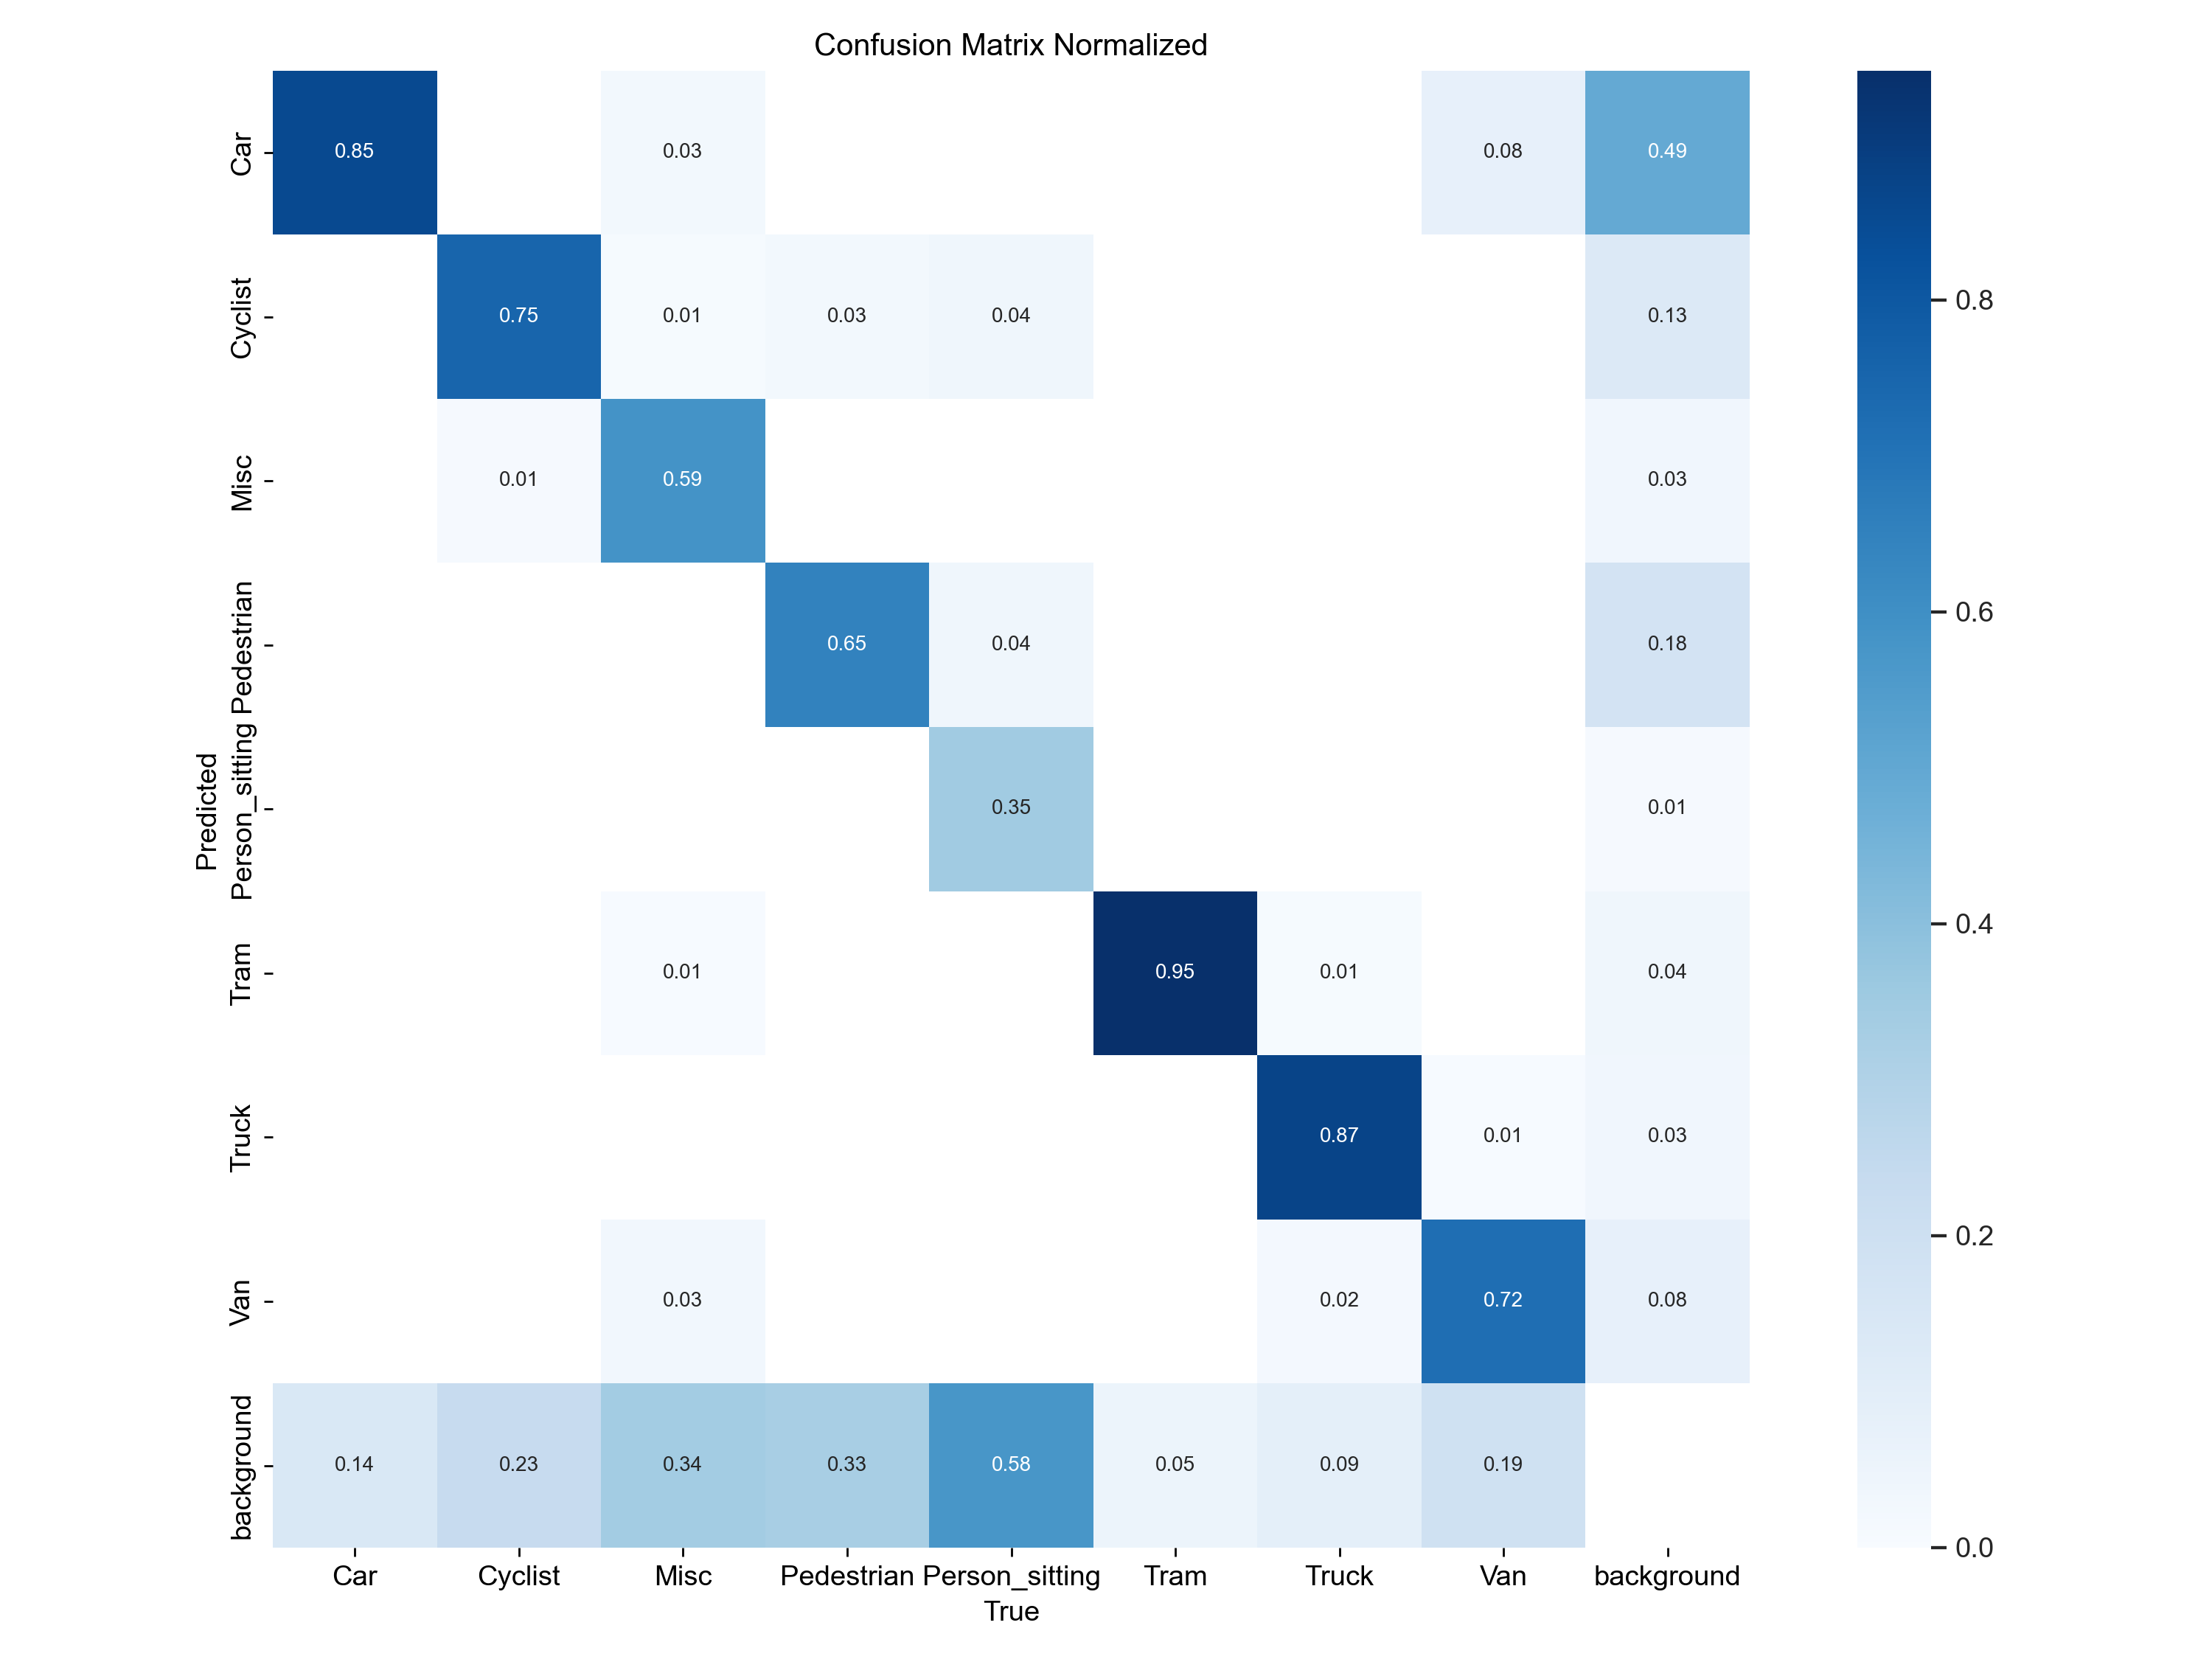 Confusion Matrix Normalized
Car 0.85 0.03 0.08 0.49
Cyclist 0.75 0.01 0.03 0.04 0.13
Misc 0.01 0.59 0.03
Pedestrian 0.65 0.04 0.18
Person_sitting 0.35 0.01
Tram 0.01 0.95 0.01 0.04
Truck 0.87 0.01 0.03
Van 0.03 0.02 0.72 0.08
background 0.14 0.23 0.34 0.33 0.58 0.05 0.09 0.19
Predicted
Car Cyclist Misc Pedestrian Person_sitting Tram Truck Van background
True
0.8
0.6
0.4
0.2
0.0